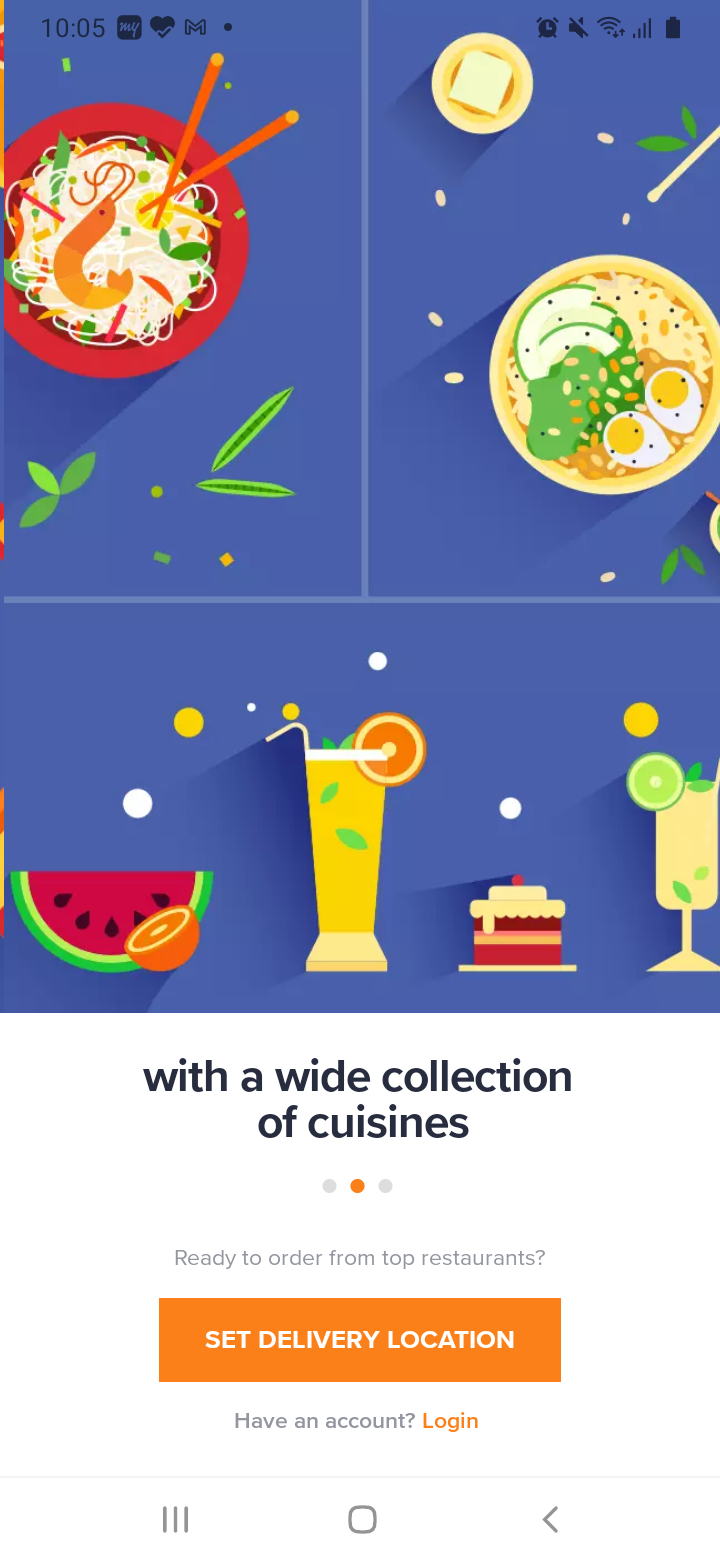 10:05 my
with a wide collection
of cuisines
Ready to order from top restaurants?
SET DELIVERY LOCATION
Have an account? Login